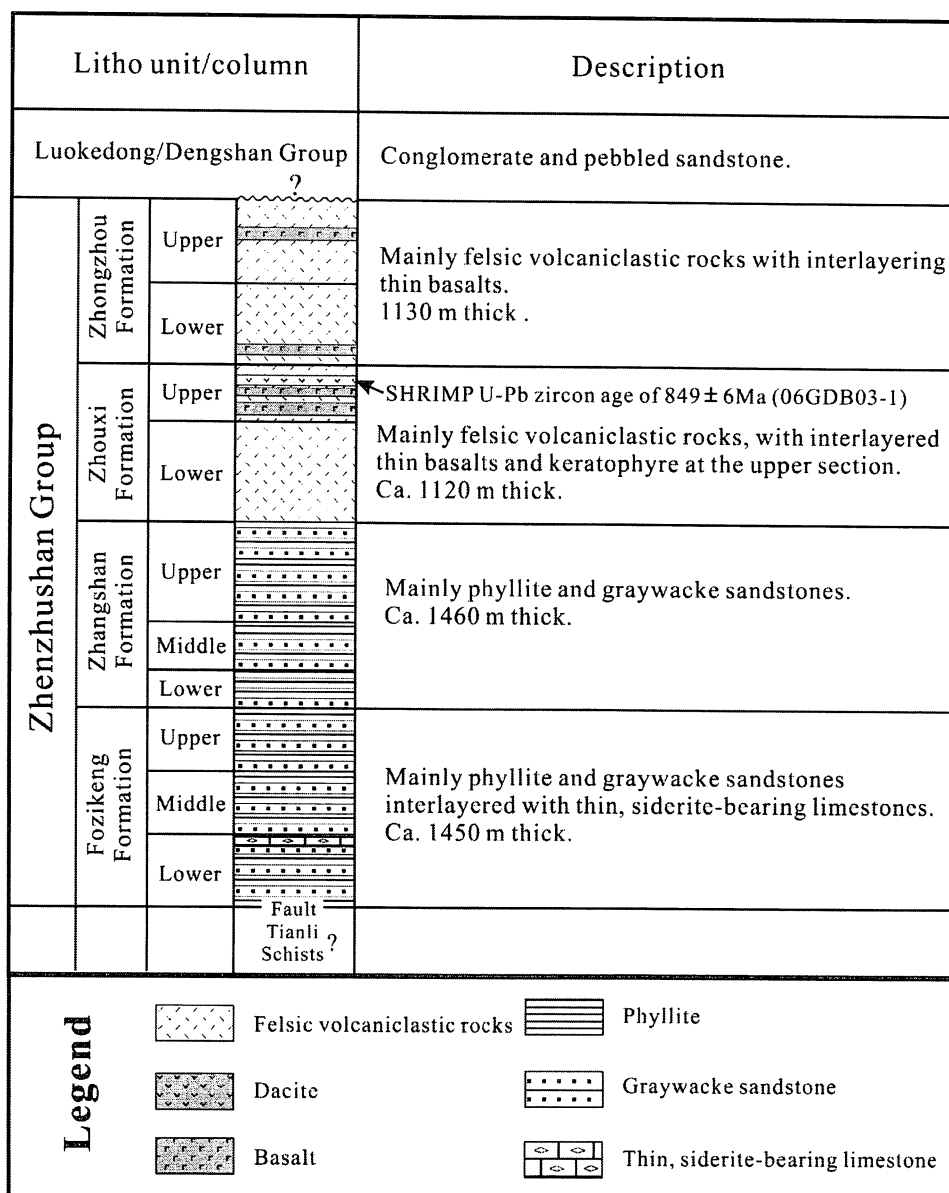 Litho unit/column
Description
Luokedong/Dengshan Group
?
Conglomerate and pebbled sandstone.
Zhenzhushan Group
Zhongzhou
Formation
Upper
Lower
Mainly felsic volcaniclastic rocks with interlayering
thin basalts.
1130 m thick .
Zhouxi
Formation
Upper
Lower
SHRIMP U-Pb zircon age of 849 ± 6Ma (06GDB03-1)
Mainly felsic volcaniclastic rocks, with interlayered
thin basalts and keratophyre at the upper section.
Ca. 1120 m thick.
Zhangshan
Formation
Upper
Middle
Lower
Mainly phyllite and graywacke sandstones.
Ca. 1460 m thick.
Fozikeng
Formation
Upper
Middle
Lower
Mainly phyllite and graywacke sandstones
interlayered with thin, siderite-bearing limestones.
Ca. 1450 m thick.
Fault
Tianli
Schists ?
Legend
Felsic volcaniclastic rocks
Dacite
Basalt
Phyllite
Graywacke sandstone
Thin, siderite-bearing limestone